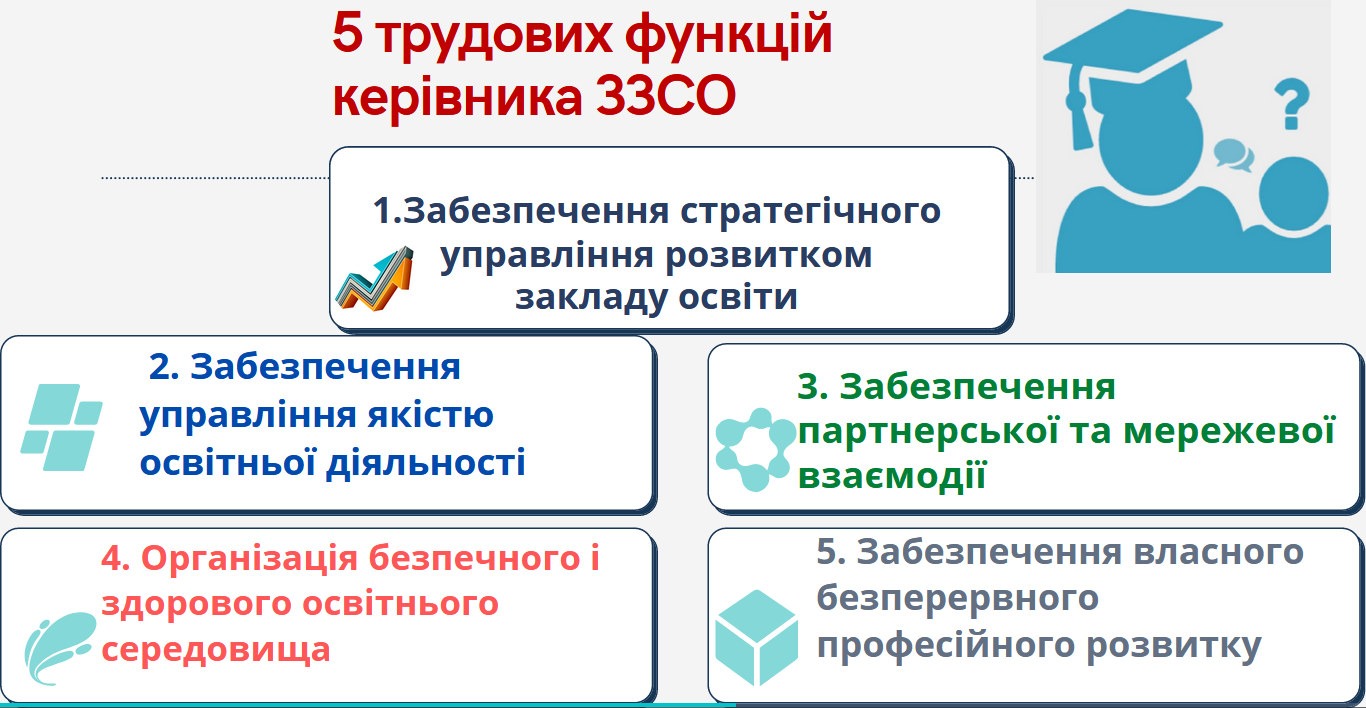 5 трудових функцій
керівника ЗЗСО
1.Забезпечення стратегічного
управління розвитком
закладу освіти
2. Забезпечення
управління якістю
освітньої діяльності
3. Забезпечення
партнерської та мережевої
взаємодії
4. Організація безпечного і
здорового освітнього
середовища
5. Забезпечення власного
безперервного
професійного розвитку